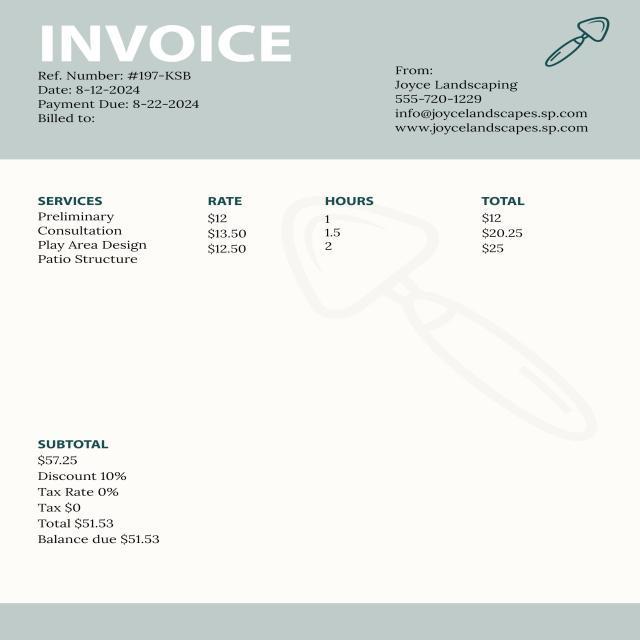 INVOICE
Ref. Number: #197-KSB
Date: 8-12-2024
Payment Due: 8-22-2024
Billed to:
From:
Joyce Landscaping
555-720-1229
info@joycelandscapes.sp.com
www.joycelandscapes.sp.com
SERVICES RATE HOURS TOTAL
Preliminary $12 1 $12
Consultation $13.50 1.5 $20.25
Play Area Design $12.50 2 $25
Patio Structure
SUBTOTAL
$57.25
Discount 10%
Tax Rate 0%
Tax $0
Total $51.53
Balance due $51.53